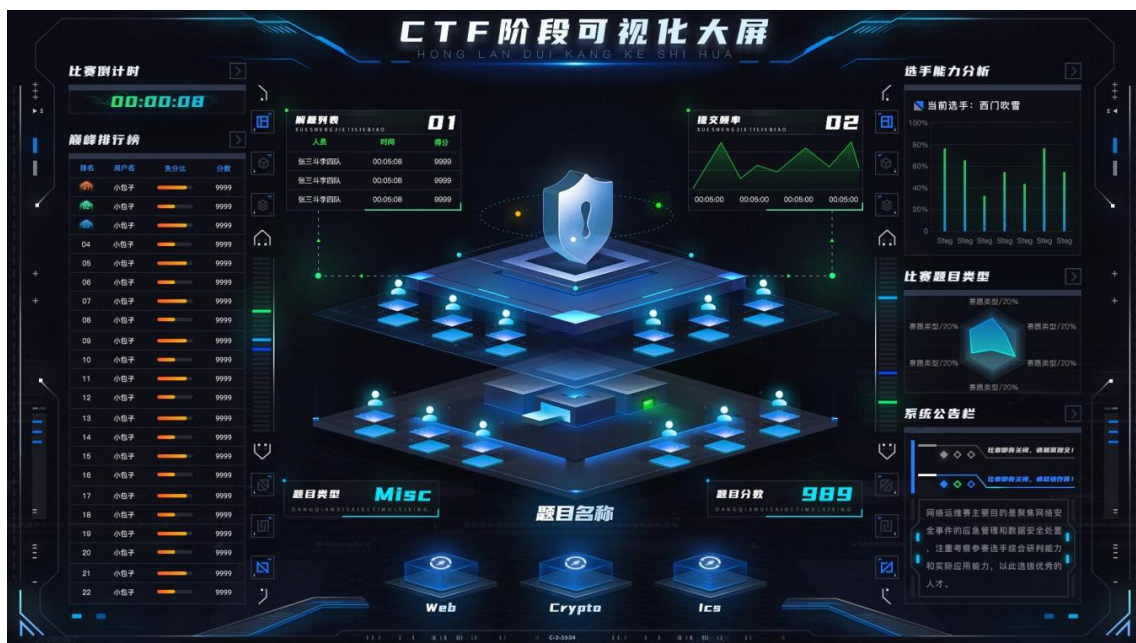 CTF阶段可视化大屏
HONG LAN DUI KANG KE SHI HUA
比赛倒计时
00:00:08
巅峰排行榜
排名 用户名 失分比 分数
小包子 9999
小包子 9999
小包子 9999
04 小包子 9999
05 小包子 9999
06 小包子 9999
07 小包子 9999
08 小包子 9999
09 小包子 9999
10 小包子 9999
11 小包子 9999
12 小包子 9999
13 小包子 9999
14 小包子 9999
15 小包子 9999
16 小包子 9999
17 小包子 9999
18 小包子 9999
19 小包子 9999
20 小包子 9999
21 小包子 9999
22 小包子 9999
解题列表 01
XUESHENGJIETILIEBIAO
人员 时间 得分
张三斗李四队 00:05:08 9999
张三斗李四队 00:05:08 9999
张三斗李四队 00:05:08 9999
提交频率 02
XUESHENGJIETILIEBIAO
00:05:00 00:05:00 00:05:00 00:05:00
题目类型 Misc
DANGQIANXISAIDETIMULEIXING
题目名称
题目分数 989
DANGQIANXISAIDETIMULEIXING
Web Crypto Ics
C-2-5634
选手能力分析
当前选手：西门吹雪
100%
80%
60%
40%
20%
0
Steg Steg Steg Steg Steg Steg Steg
比赛题目类型
赛题类型/20%
赛题类型/20% 赛题类型/20%
赛题类型/20% 赛题类型/20%
赛题类型/20%
系统公告栏
网络运维赛主要目的是聚焦网络安
全事件的应急管理和数据安全处置
，注重考察参赛选手综合研判能力
和实际应用能力，以此选拔优秀的
人才。